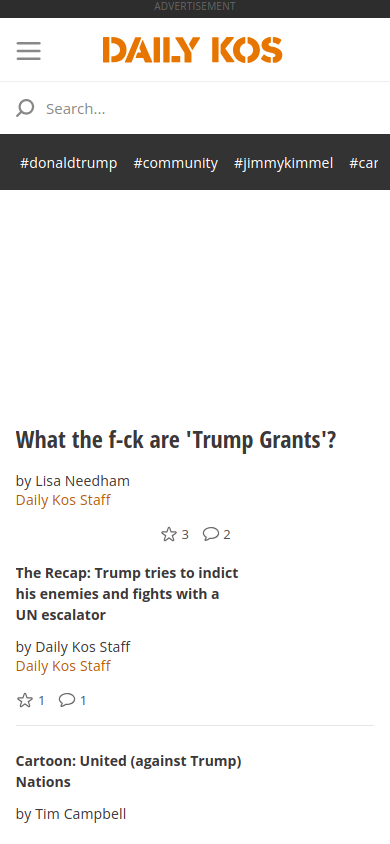 ADVERTISEMENT
DAILY KOS
Search...
#donaldtrump #community #jimmykimmel #car
What the f-ck are 'Trump Grants'?
by Lisa Needham
Daily Kos Staff
3 2
The Recap: Trump tries to indict
his enemies and fights with a
UN escalator
by Daily Kos Staff
Daily Kos Staff
1 1
Cartoon: United (against Trump)
Nations
by Tim Campbell